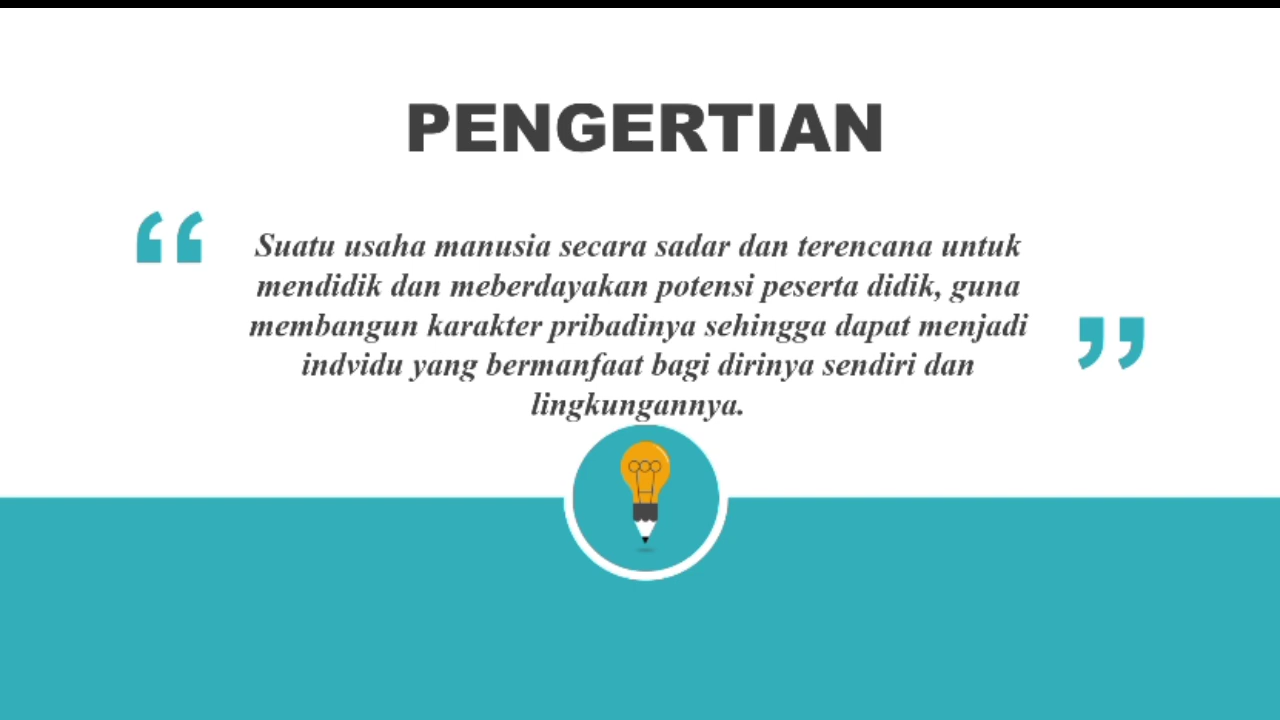 PENGERTIAN
“ Suatu usaha manusia secara sadar dan terencana untuk
mendidik dan meberdayakan potensi peserta didik, guna
membangun karakter pribadinya sehingga dapat menjadi
indvidu yang bermanfaat bagi dirinya sendiri dan
lingkungannya. ”